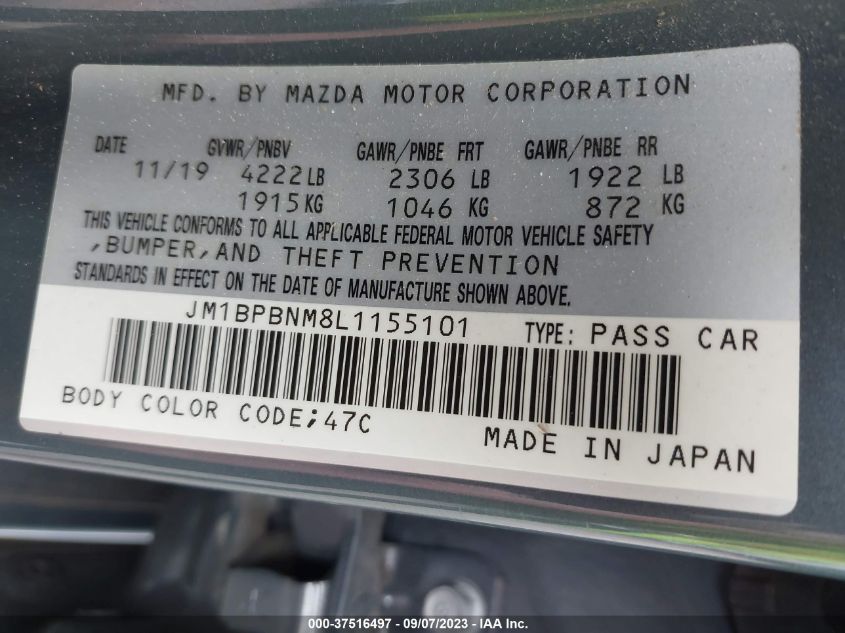 MFD. BY MAZDA MOTOR CORPORATION
DATE GVWR/PNBV GAWR/PNBE FRT GAWR/PNBE RR
11/19 4222 LB 2306 LB 1922 LB
1915 KG 1046 KG 872 KG
THIS VEHICLE CONFORMS TO ALL APPLICABLE FEDERAL MOTOR VEHICLE SAFETY
,BUMPER,AND THEFT PREVENTION
STANDARDS IN EFFECT ON THE DATE OF MANUFACTURE SHOWN ABOVE.
JM1BPBNM8L1155101 TYPE: PASS CAR
BODY COLOR CODE;47C MADE IN JAPAN
000-37516497 - 09/07/2023 - IAA Inc.